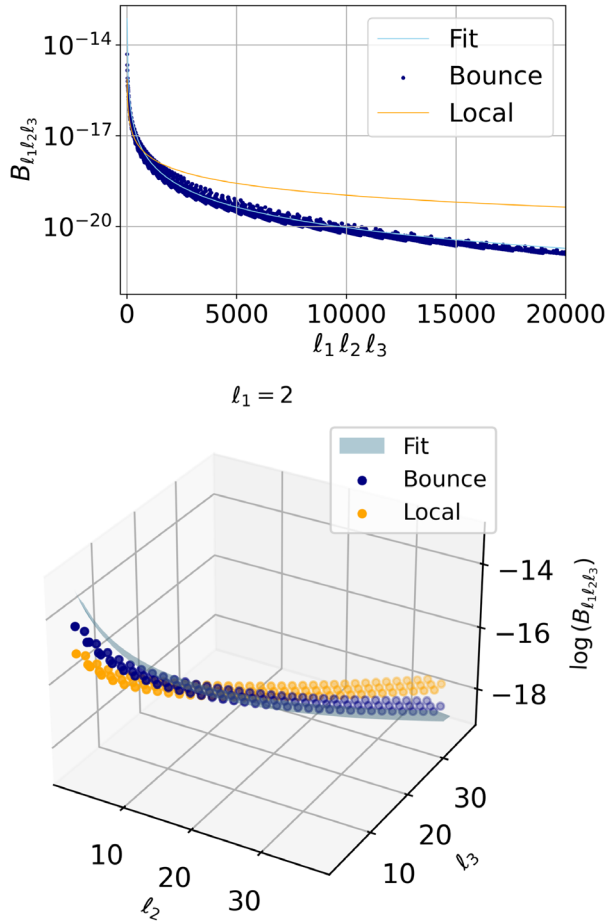 10⁻¹⁴
10⁻¹⁷
10⁻²⁰
B_{ℓ₁ℓ₂ℓ₃}
Fit
Bounce
Local
0 5000 10000 15000 20000
ℓ₁ ℓ₂ ℓ₃
ℓ₁ = 2
Fit
Bounce
Local
−14
−16
−18
log (B_{ℓ₁ℓ₂ℓ₃})
10
20
30
ℓ₂
10
20
30
ℓ₃